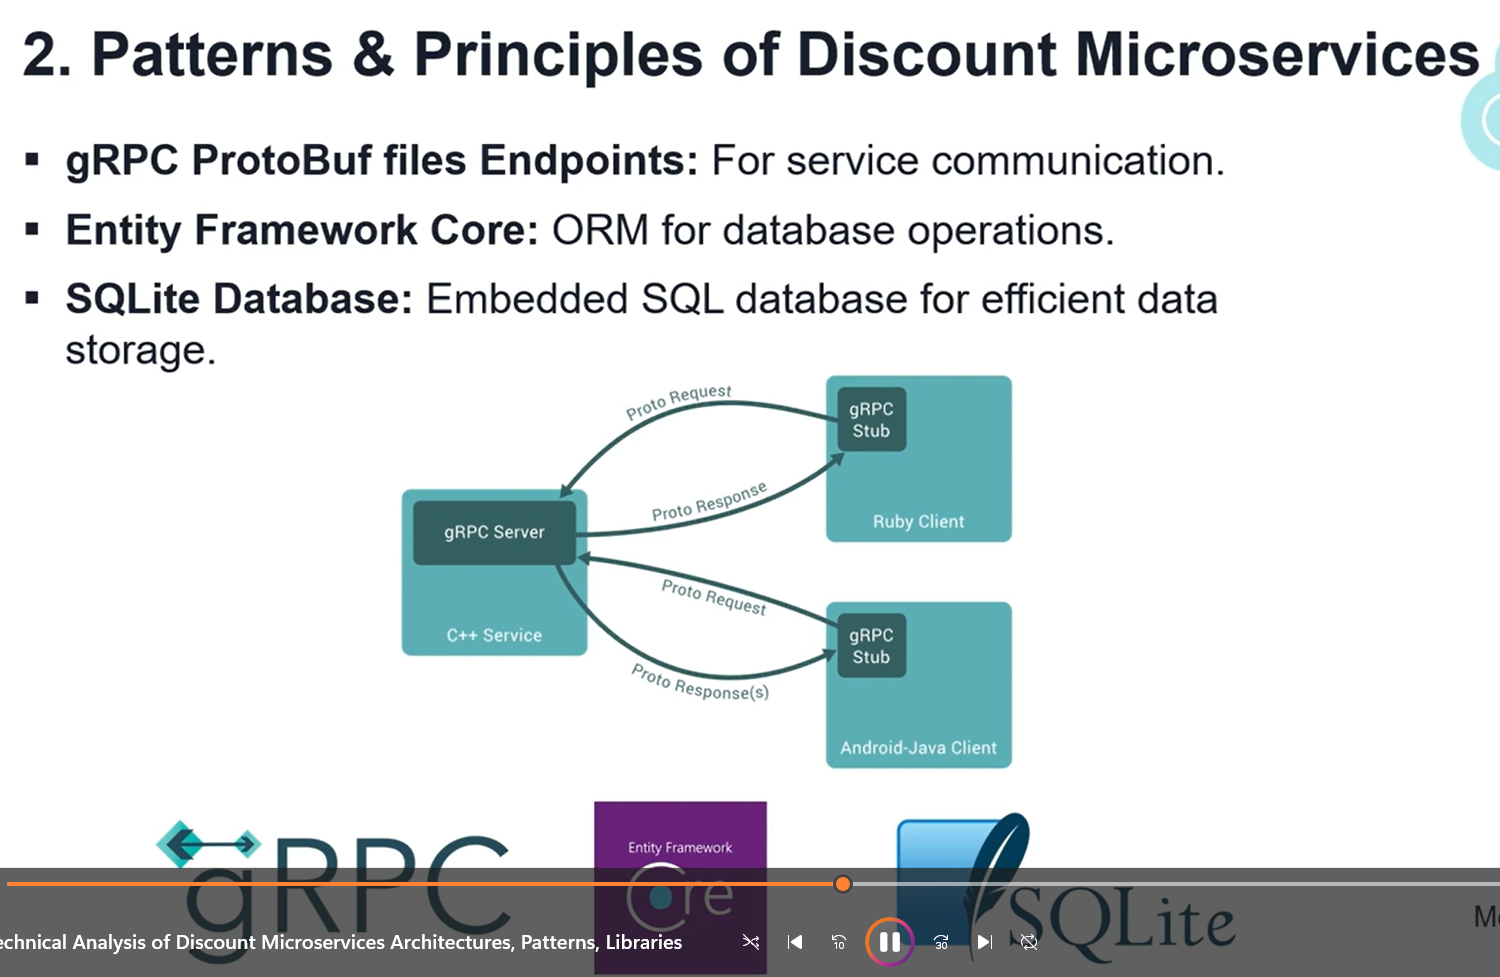 2. Patterns & Principles of Discount Microservices
▪ gRPC ProtoBuf files Endpoints: For service communication.
▪ Entity Framework Core: ORM for database operations.
▪ SQLite Database: Embedded SQL database for efficient data
storage.
Proto Request
gRPC
Stub
Proto Response
Ruby Client
gRPC Server
C++ Service
Proto Request
gRPC
Stub
Proto Response(s)
Android-Java Client
gRPC
Entity Framework
Core
SQLite
Analysis of Discount Microservices Architectures, Patterns, Libraries
10
30